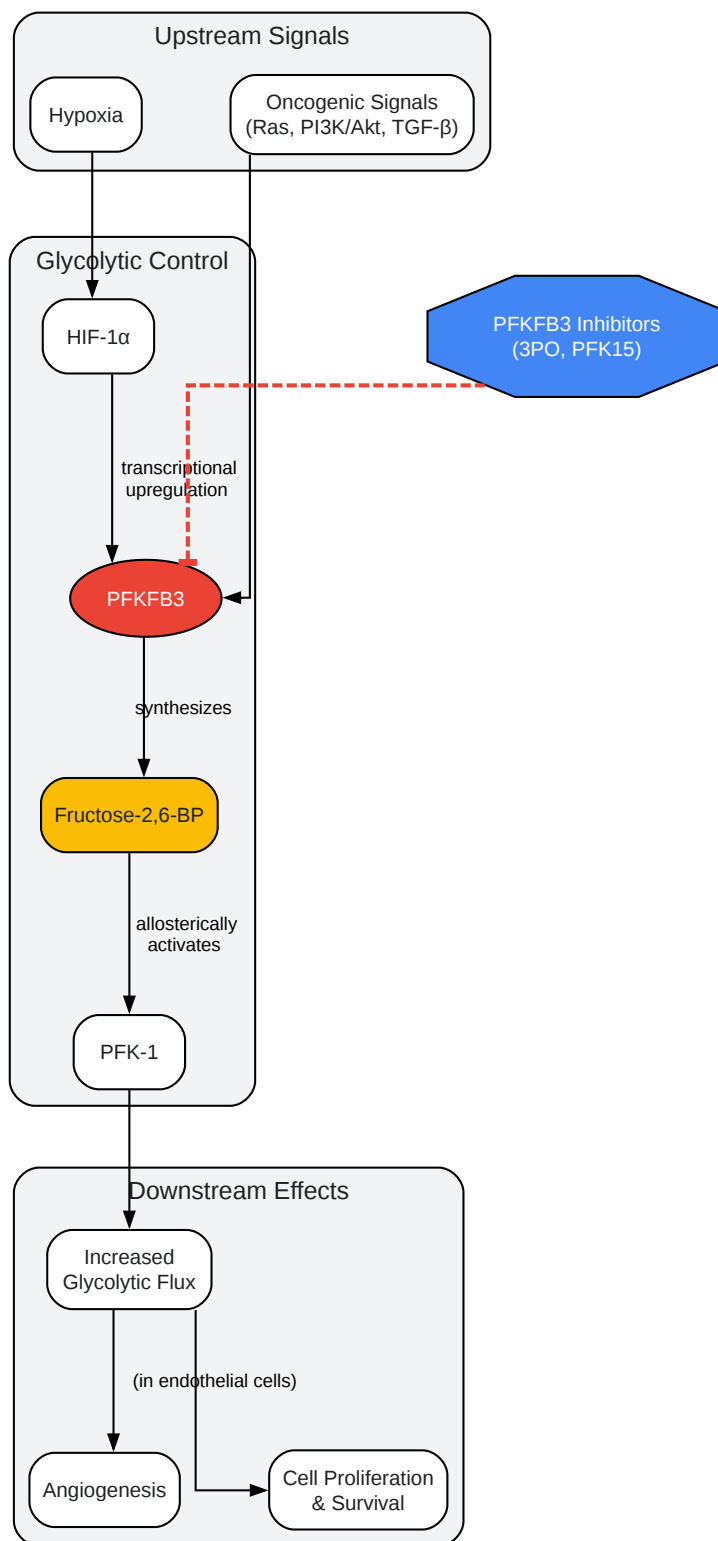 Upstream Signals
Hypoxia
Oncogenic Signals
(Ras, PI3K/Akt, TGF-β)
Glycolytic Control
PFKFB3 Inhibitors
(3PO, PFK15)
HIF-1α
transcriptional
upregulation
PFKFB3
synthesizes
Fructose-2,6-BP
allosterically
activates
PFK-1
Downstream Effects
Increased
Glycolytic Flux
(in endothelial cells)
Angiogenesis
Cell Proliferation
& Survival